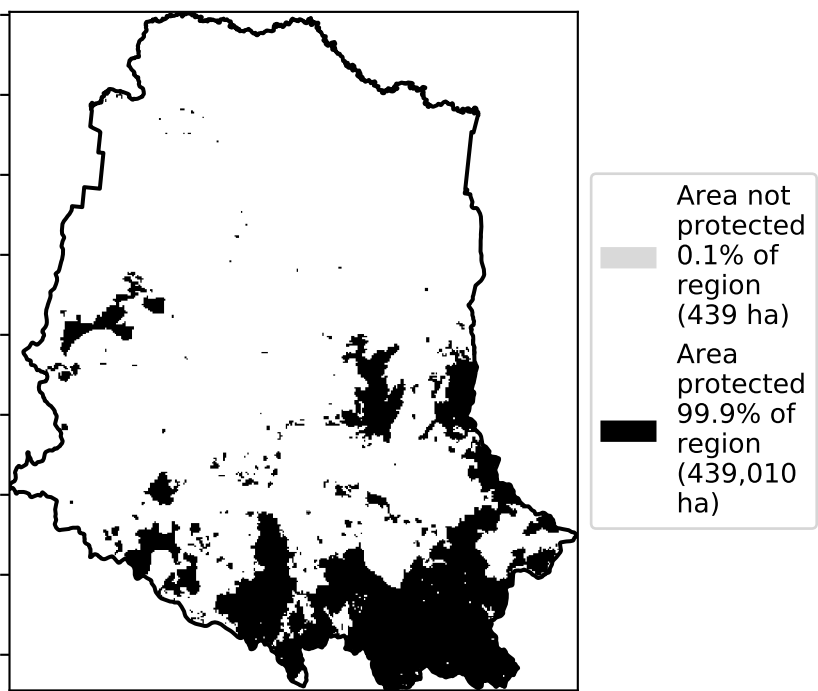 Area not
protected
0.1% of
region
(439 ha)
Area
protected
99.9% of
region
(439,010
ha)